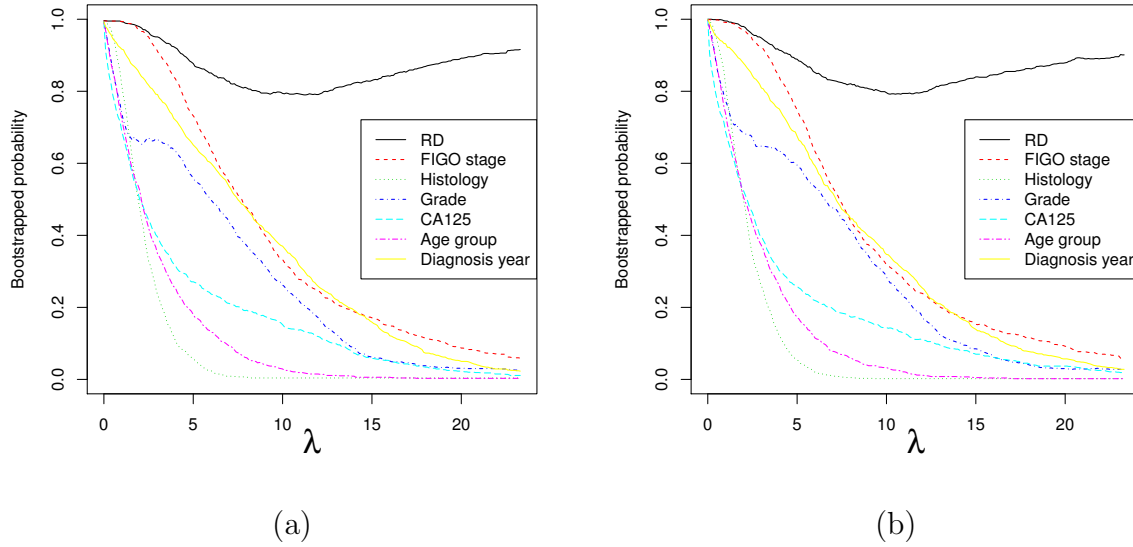 1.0
0.8
0.6
0.4
0.2
0.0
Bootstrapped probability
RD
FIGO stage
Histology
Grade
CA125
Age group
Diagnosis year
0 5 10 15 20
λ
(a)
1.0
0.8
0.6
0.4
0.2
0.0
Bootstrapped probability
RD
FIGO stage
Histology
Grade
CA125
Age group
Diagnosis year
0 5 10 15 20
λ
(b)